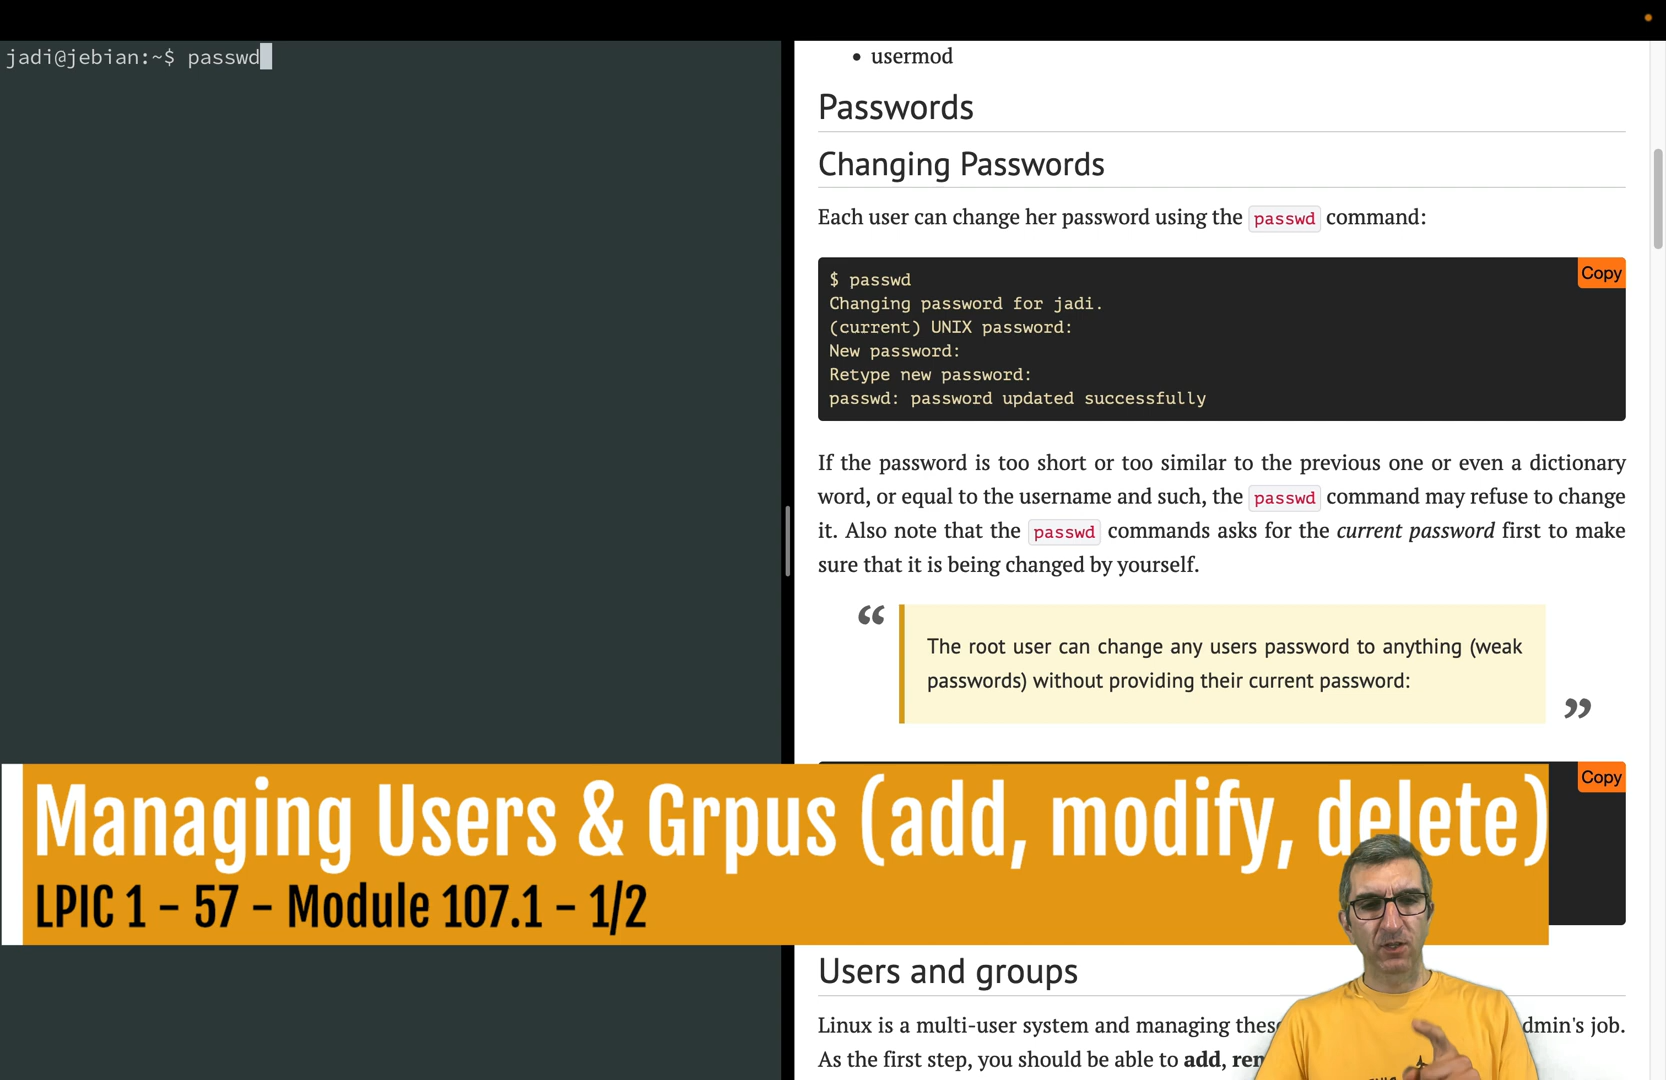 jadi@jebian:~$ passwd
• usermod
Passwords
Changing Passwords
Each user can change her password using the passwd command:
Copy
$ passwd
Changing password for jadi.
(current) UNIX password:
New password:
Retype new password:
passwd: password updated successfully
If the password is too short or too similar to the previous one or even a dictionary
word, or equal to the username and such, the passwd command may refuse to change
it. Also note that the passwd commands asks for the current password first to make
sure that it is being changed by yourself.
“
The root user can change any users password to anything (weak
passwords) without providing their current password:
”
Copy
Managing Users & Grpus (add, modify, delete)
LPIC 1 - 57 - Module 107.1 - 1/2
Users and groups
Linux is a multi-user system and managing these dmin's job.
As the first step, you should be able to add, rem